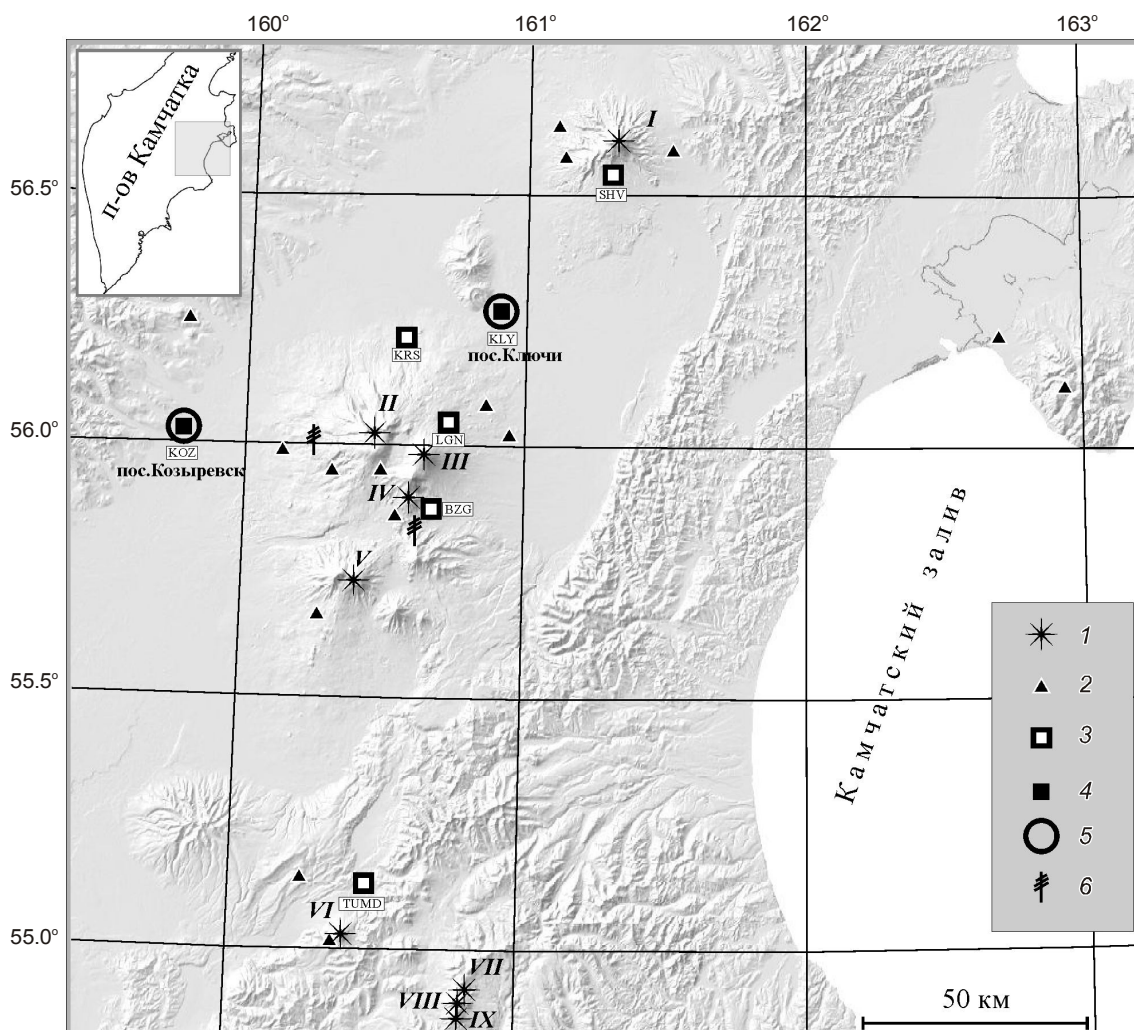 160° 161° 162° 163°
п-ов Камчатка
I
56.5°
SHV
KLY
пос.Ключи
KRS
II
LGN
56.0°
KOZ
пос.Козыревск
III
IV
BZG
V
Камчатский залив
1
2
3
4
5
6
55.5°
TUMD
VI
55.0°
VII
VIII
IX
50 км